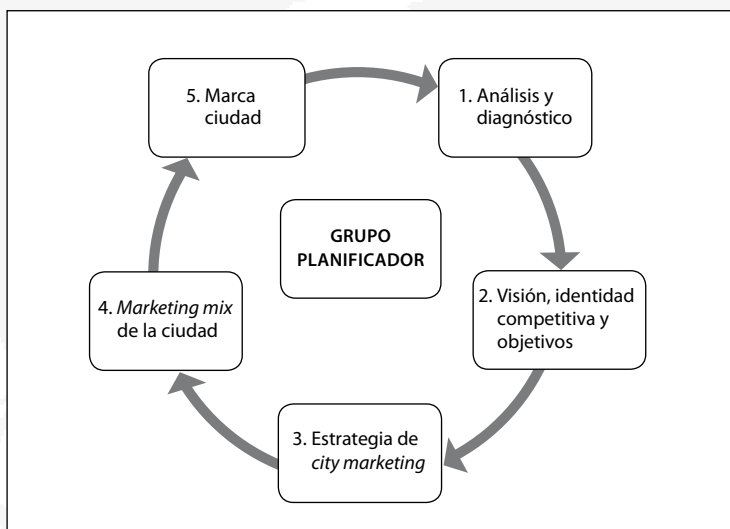 5. Marca
ciudad
1. Análisis y
diagnóstico
GRUPO
PLANIFICADOR
2. Visión, identidad
competitiva y
objetivos
4. Marketing mix
de la ciudad
3. Estrategia de
city marketing